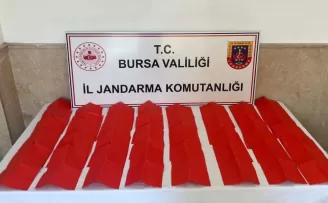 T.C.
BURSA VALİLİĞİ
İL JANDARMA KOMUTANLIĞI